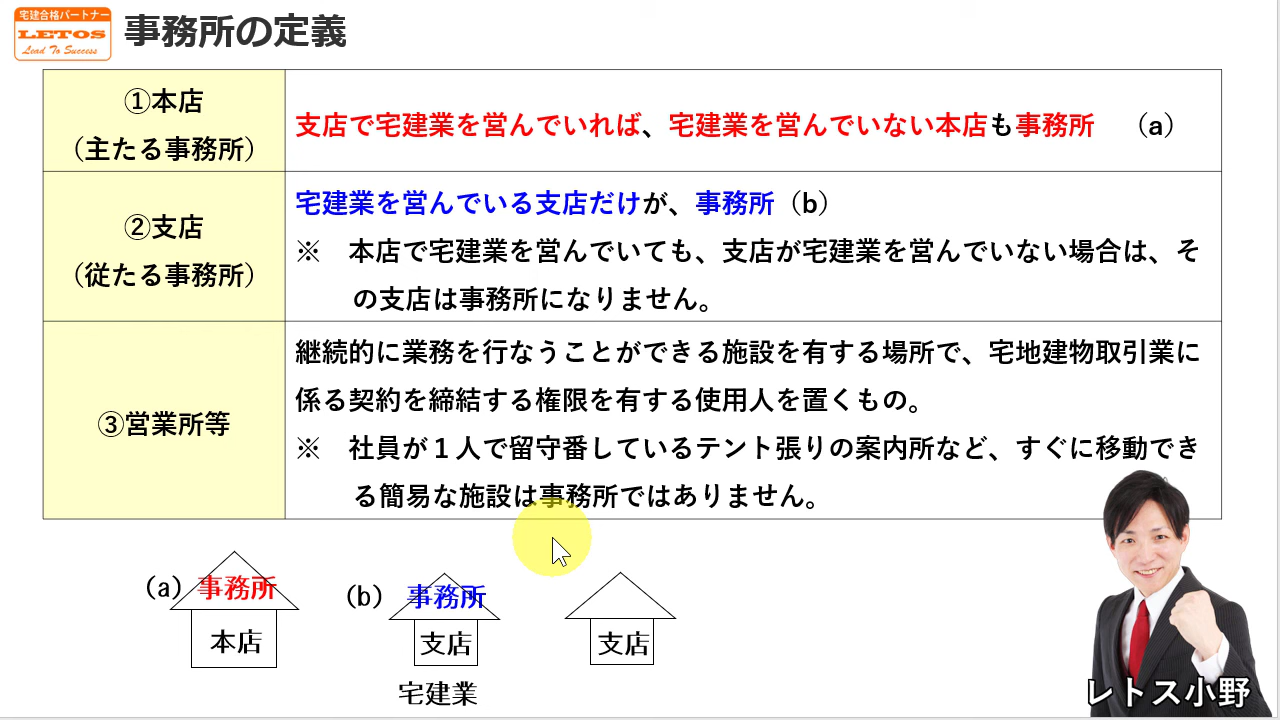 宅建合格パートナー
LETOS
Lead To Success
事務所の定義
①本店
（主たる事務所）
支店で宅建業を営んでいれば、宅建業を営んでいない本店も事務所　（a）
②支店
（従たる事務所）
宅建業を営んでいる支店だけが、事務所（b）
※　本店で宅建業を営んでいても、支店が宅建業を営んでいない場合は、そ
の支店は事務所になりません。
③営業所等
継続的に業務を行なうことができる施設を有する場所で、宅地建物取引業に
係る契約を締結する権限を有する使用人を置くもの。
※　社員が１人で留守番しているテント張りの案内所など、すぐに移動でき
る簡易な施設は事務所ではありません。
（a）事務所
本店
（b）事務所
支店
宅建業
支店
レトス小野